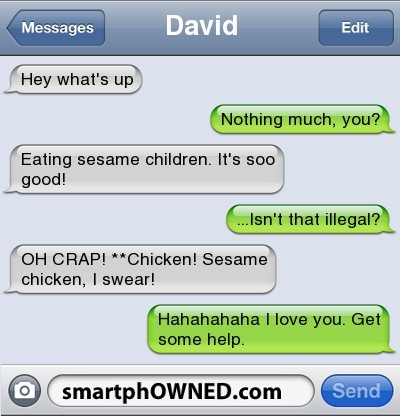 Messages
David
Edit
Hey what's up
Nothing much, you?
Eating sesame children. It's soo
good!
...Isn't that illegal?
OH CRAP! **Chicken! Sesame
chicken, I swear!
Hahahahaha I love you. Get
some help.
smartphOWNED.com
Send